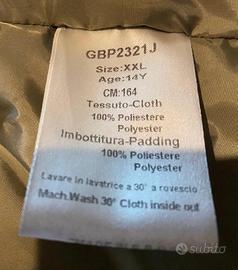 GBP2321J
Size:XXL
Age:14Y
CM:164
Tessuto-Cloth
100% Poliestere
Polyester
Imbottitura-Padding
100% Poliestere
Polyester
Lavare in lavatrice a 30° a rovescio
Mach.Wash 30° Cloth inside out
subito